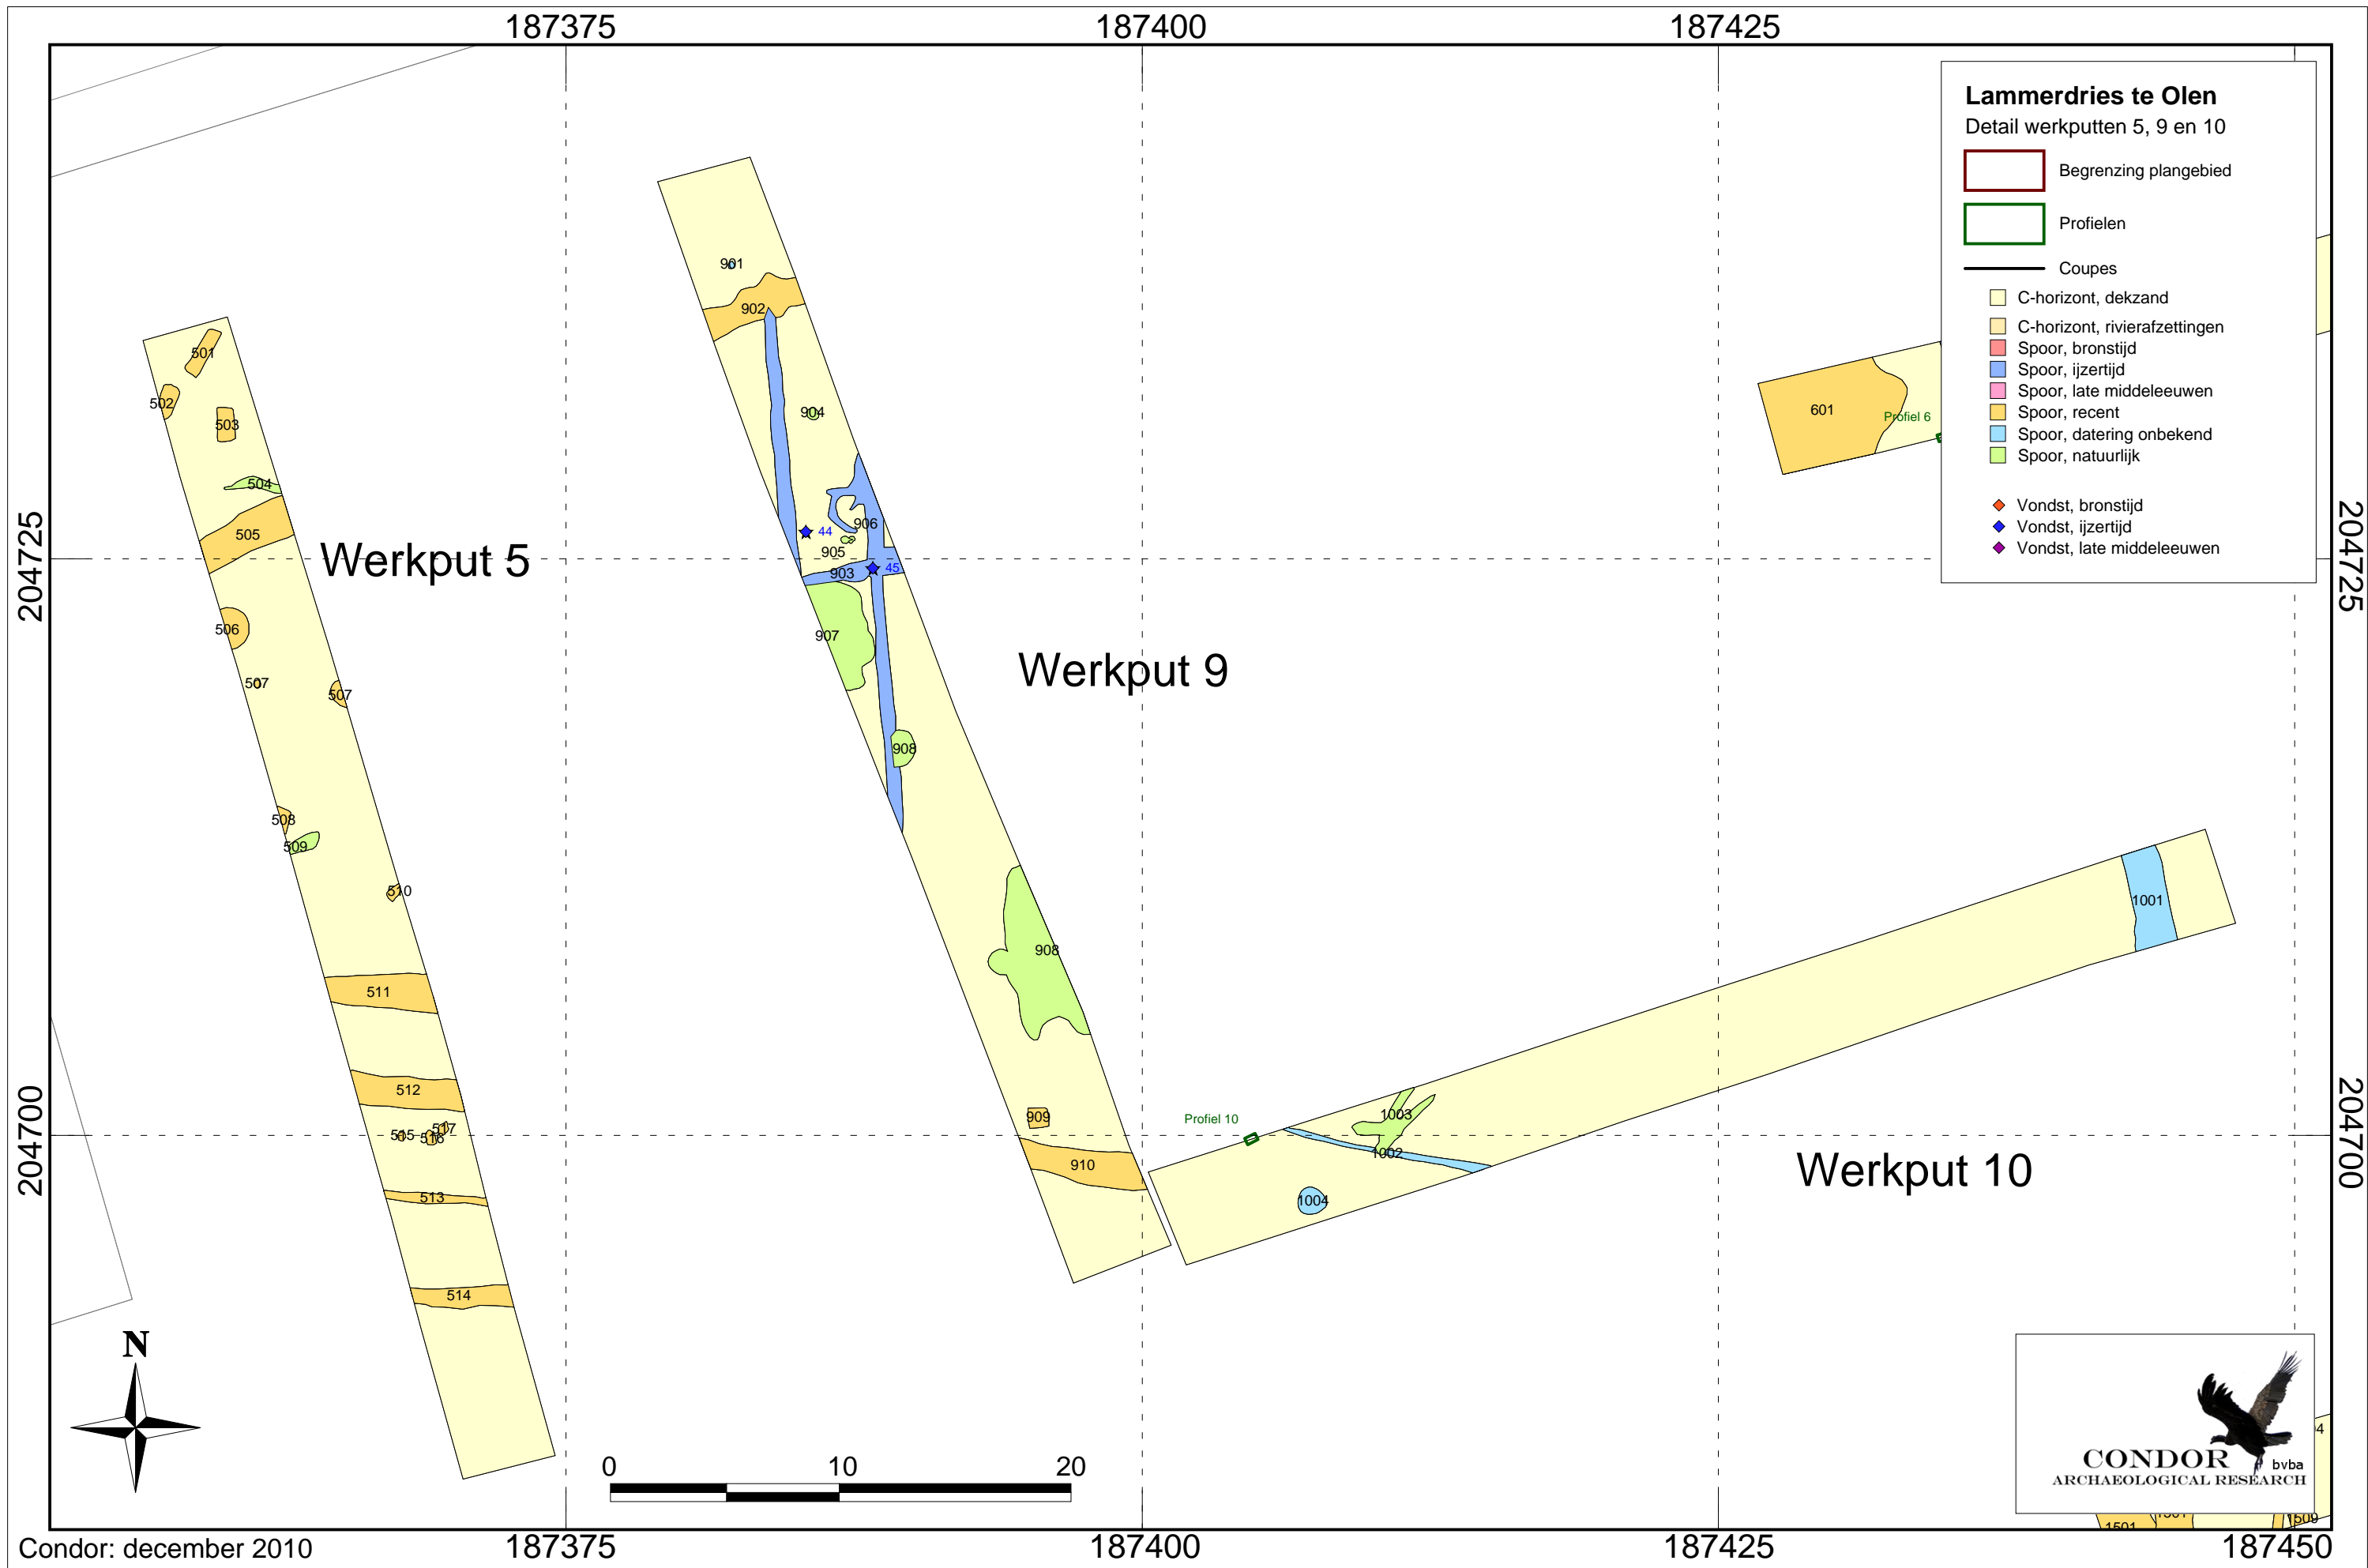 187375
187400
187425
Lammerdries te Olen
Detail werkputten 5, 9 en 10
Begrenzing plangebied
Profielen
Coupes
C-horizont, dekzand
C-horizont, rivierafzettingen
Spoor, bronstijd
Spoor, ijzertijd
Spoor, late middeleeuwen
Spoor, recent
Spoor, datering onbekend
Spoor, natuurlijk
Vondst, bronstijd
Vondst, ijzertijd
Vondst, late middeleeuwen
901
902
501
502
503
904
601
Profiel 6
504
505
906
44
905
903
45
204725
204725
Werkput 5
506
907
Werkput 9
507
507
908
508
509
510
1001
908
511
512
909
515
516
517
Profiel 10
1003
1002
204700
204700
910
Werkput 10
513
1004
514
N
0
10
20
CONDOR
bvba
ARCHAEOLOGICAL RESEARCH
1501
1509
Condor: december 2010
187375
187400
187425
187450